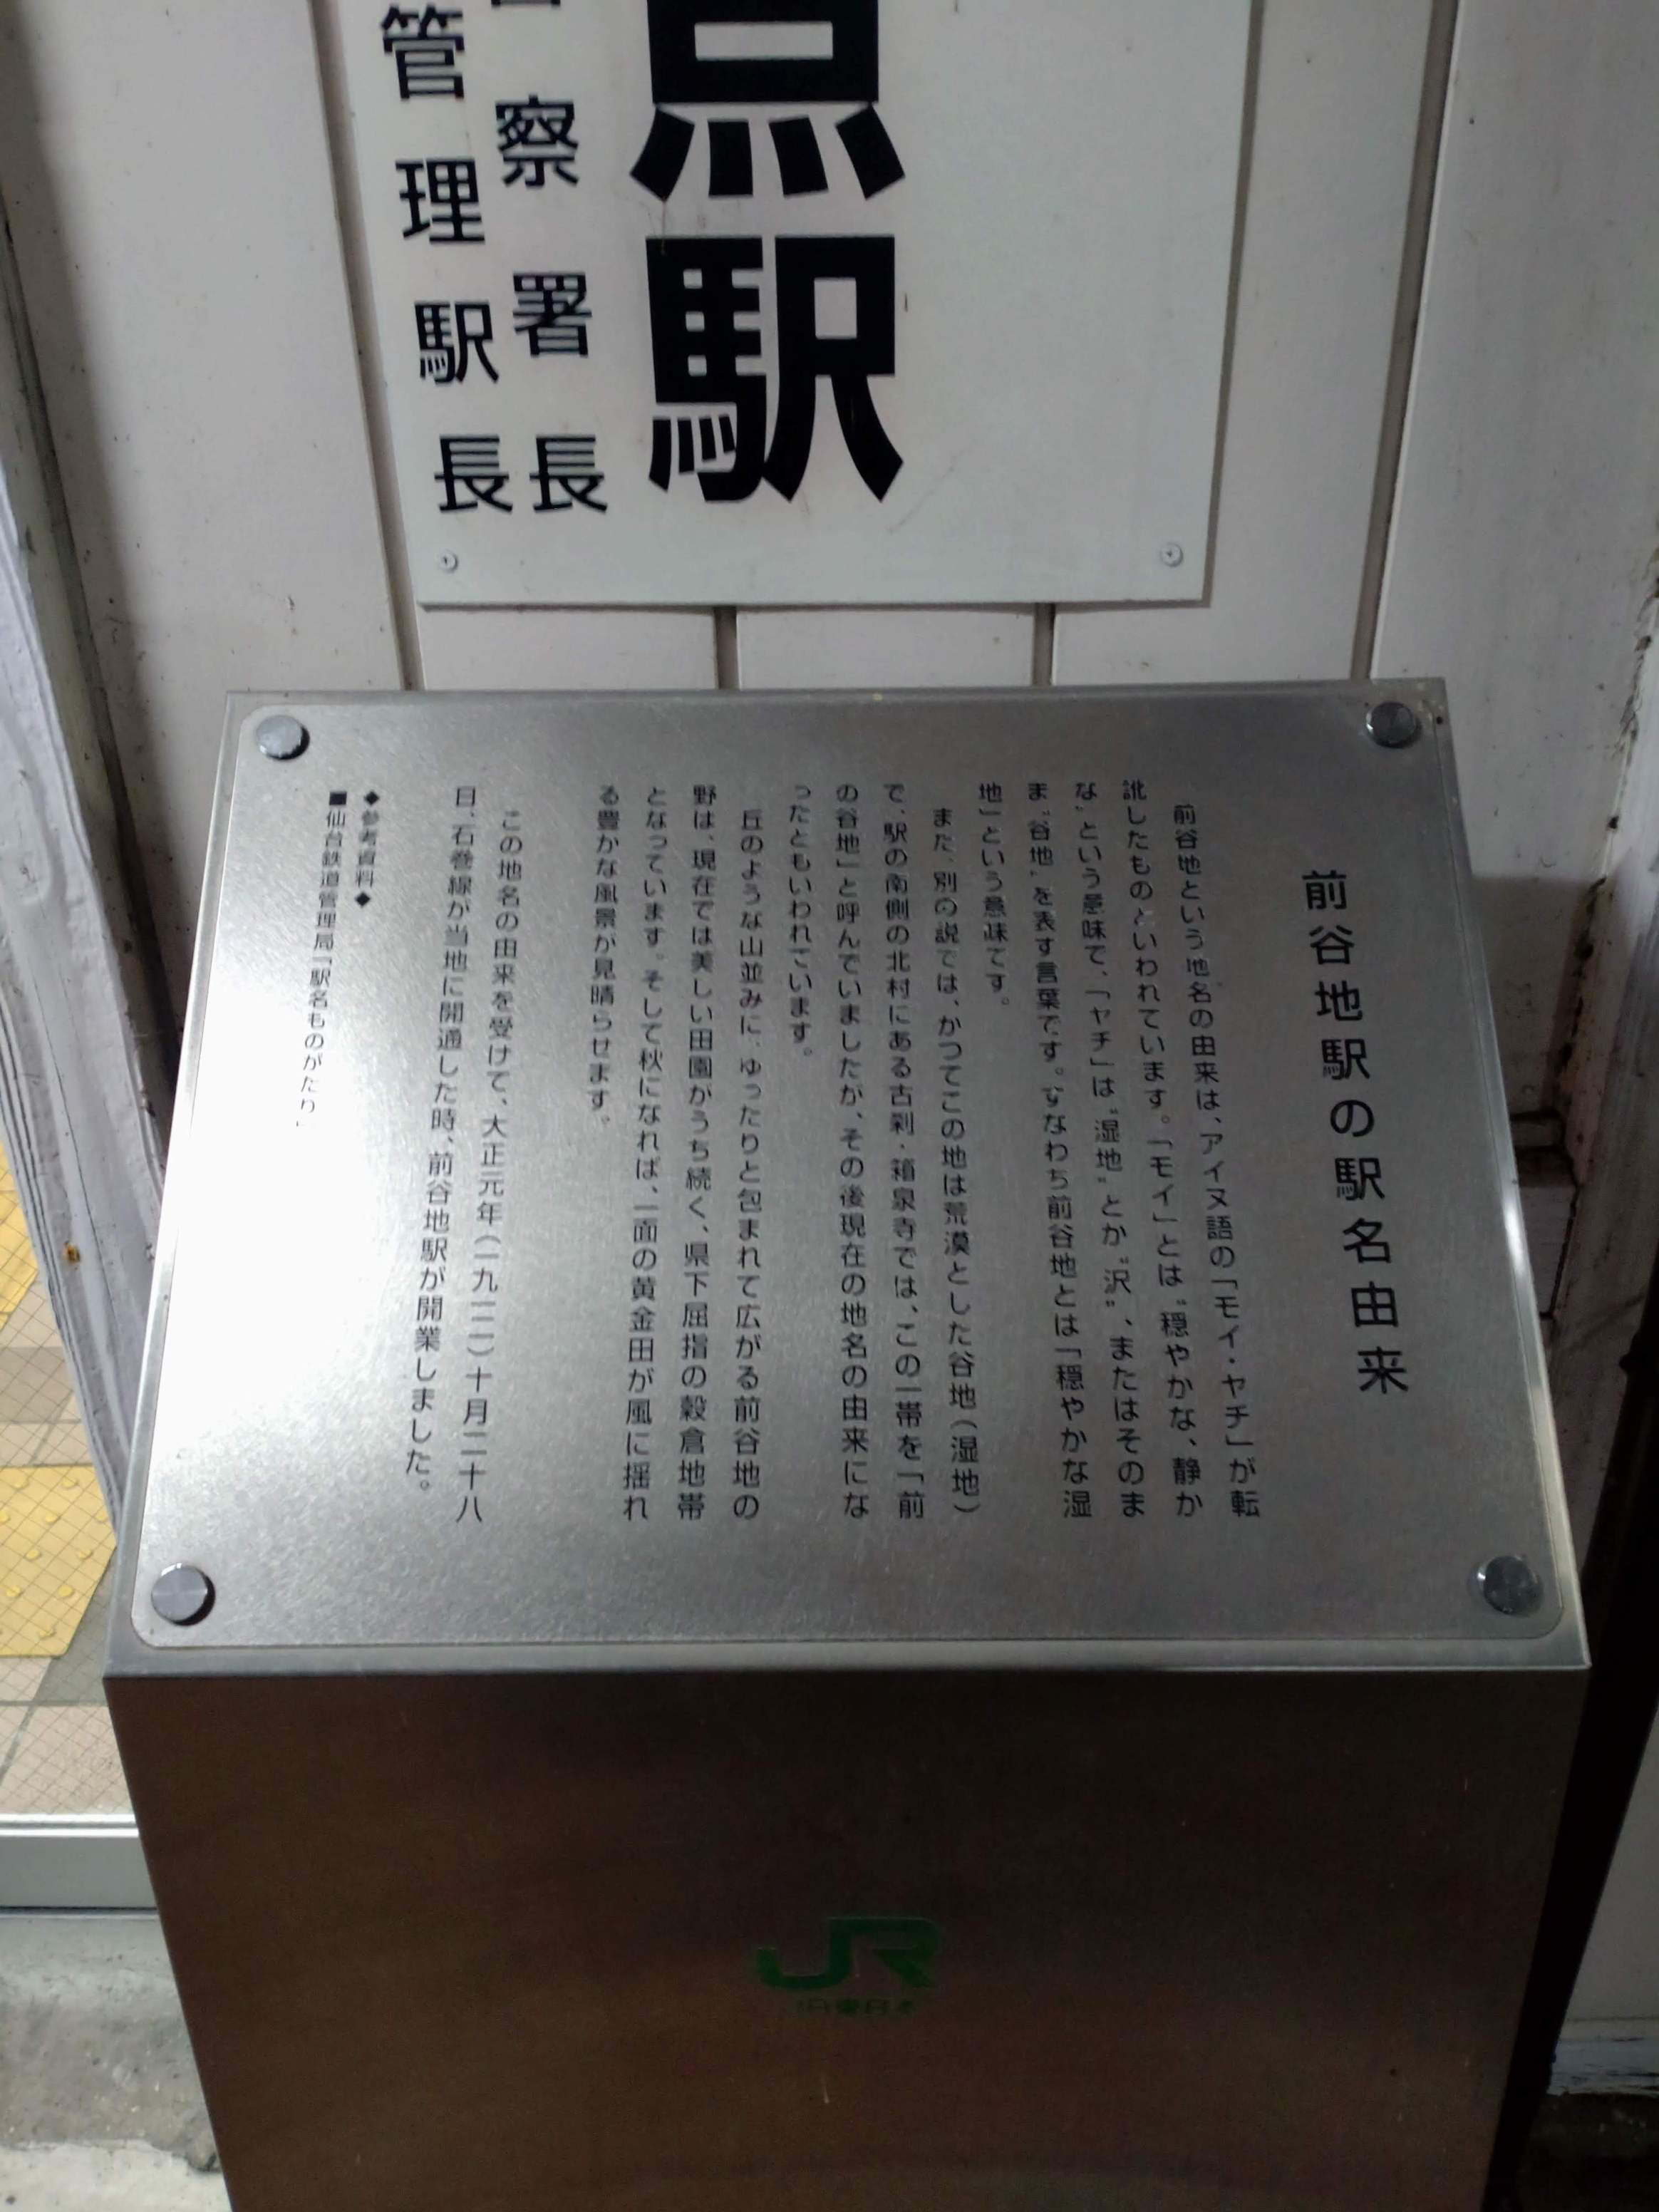 点駅
察署長
管理駅長
前谷地駅の駅名由来
前谷地という地名の由来は、アイヌ語の「モイ・ヤチ」が転
訛したものといわれています。「モイ」とは“穏やかな、静か
な”という意味で、「ヤチ」は“湿地”とか“沢”、またはそのま
ま“谷地”を表す言葉です。すなわち前谷地とは「穏やかな湿
地」という意味です。
また、別の説では、かつてこの地は荒漠とした谷地(湿地)
で、駅の南側の北村にある古刹・箱泉寺では、この一帯を「前
の谷地」と呼んでいましたが、その後現在の地名の由来にな
ったともいわれています。
丘のような山並みに、ゆったりと包まれて広がる前谷地の
野は、現在では美しい田園がうち続く、県下屈指の穀倉地帯
となっています。そして秋になれば、一面の黄金田が風に揺れ
る豊かな風景が見晴らせます。
この地名の由来を受けて、大正元年(一九一二)十月二十八
日、石巻線が当地に開通した時、前谷地駅が開業しました。
◆参考資料◆
■仙台鉄道管理局「駅名ものがたり」
JR
JR東日本